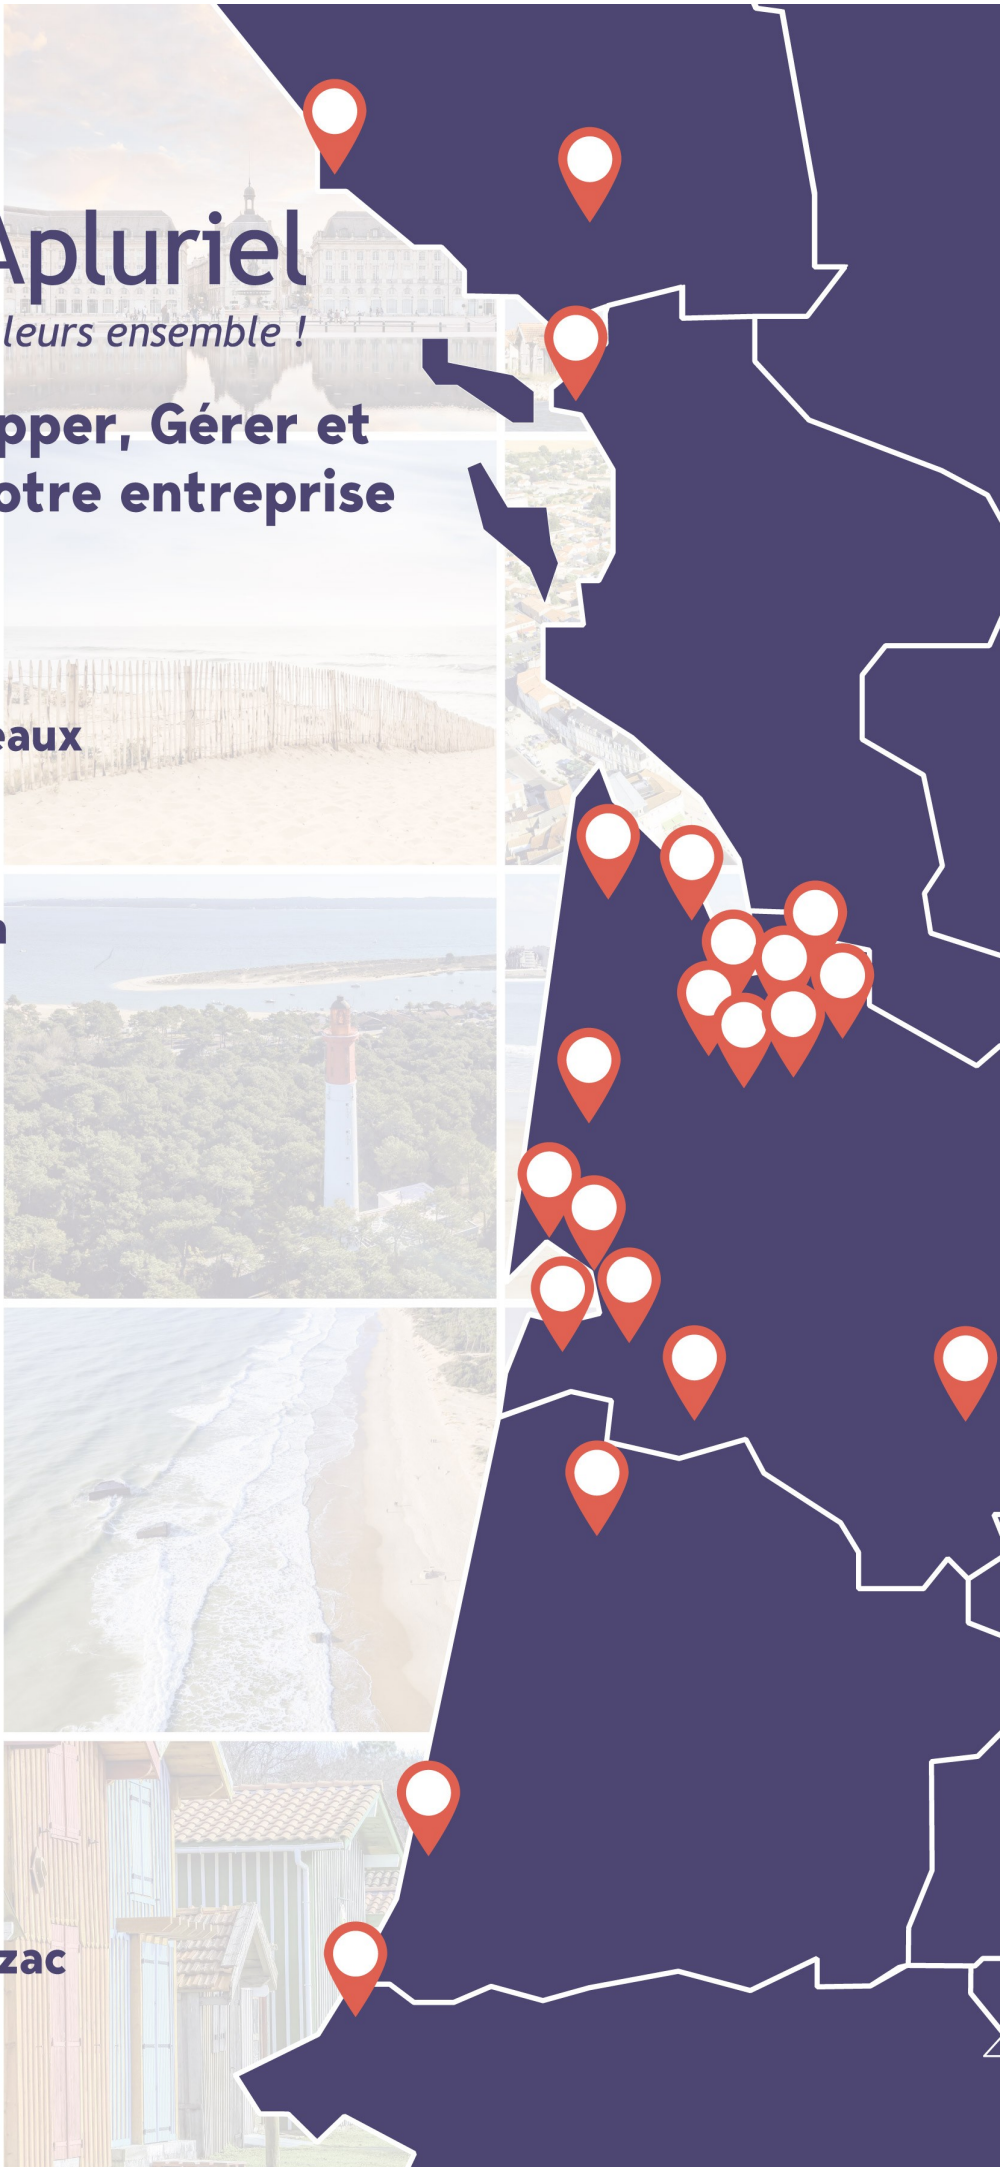 Apluriel
leurs ensemble !
pper, Gérer et
otre entreprise
eaux
zac